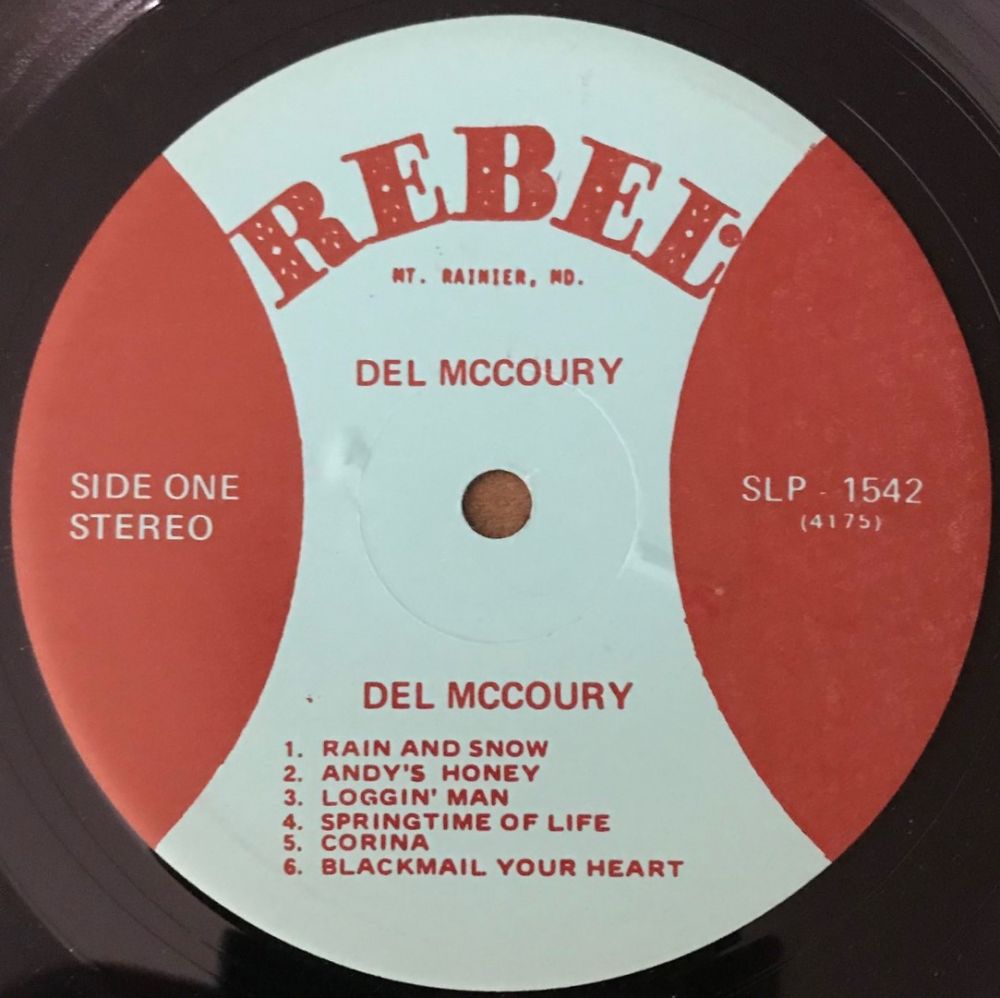 REBEL
MT. RAINIER, MD.
DEL MCCOURY
SIDE ONE
STEREO
SLP - 1542
(4175)
DEL MCCOURY
1. RAIN AND SNOW
2. ANDY'S HONEY
3. LOGGIN' MAN
4. SPRINGTIME OF LIFE
5. CORINA
6. BLACKMAIL YOUR HEART